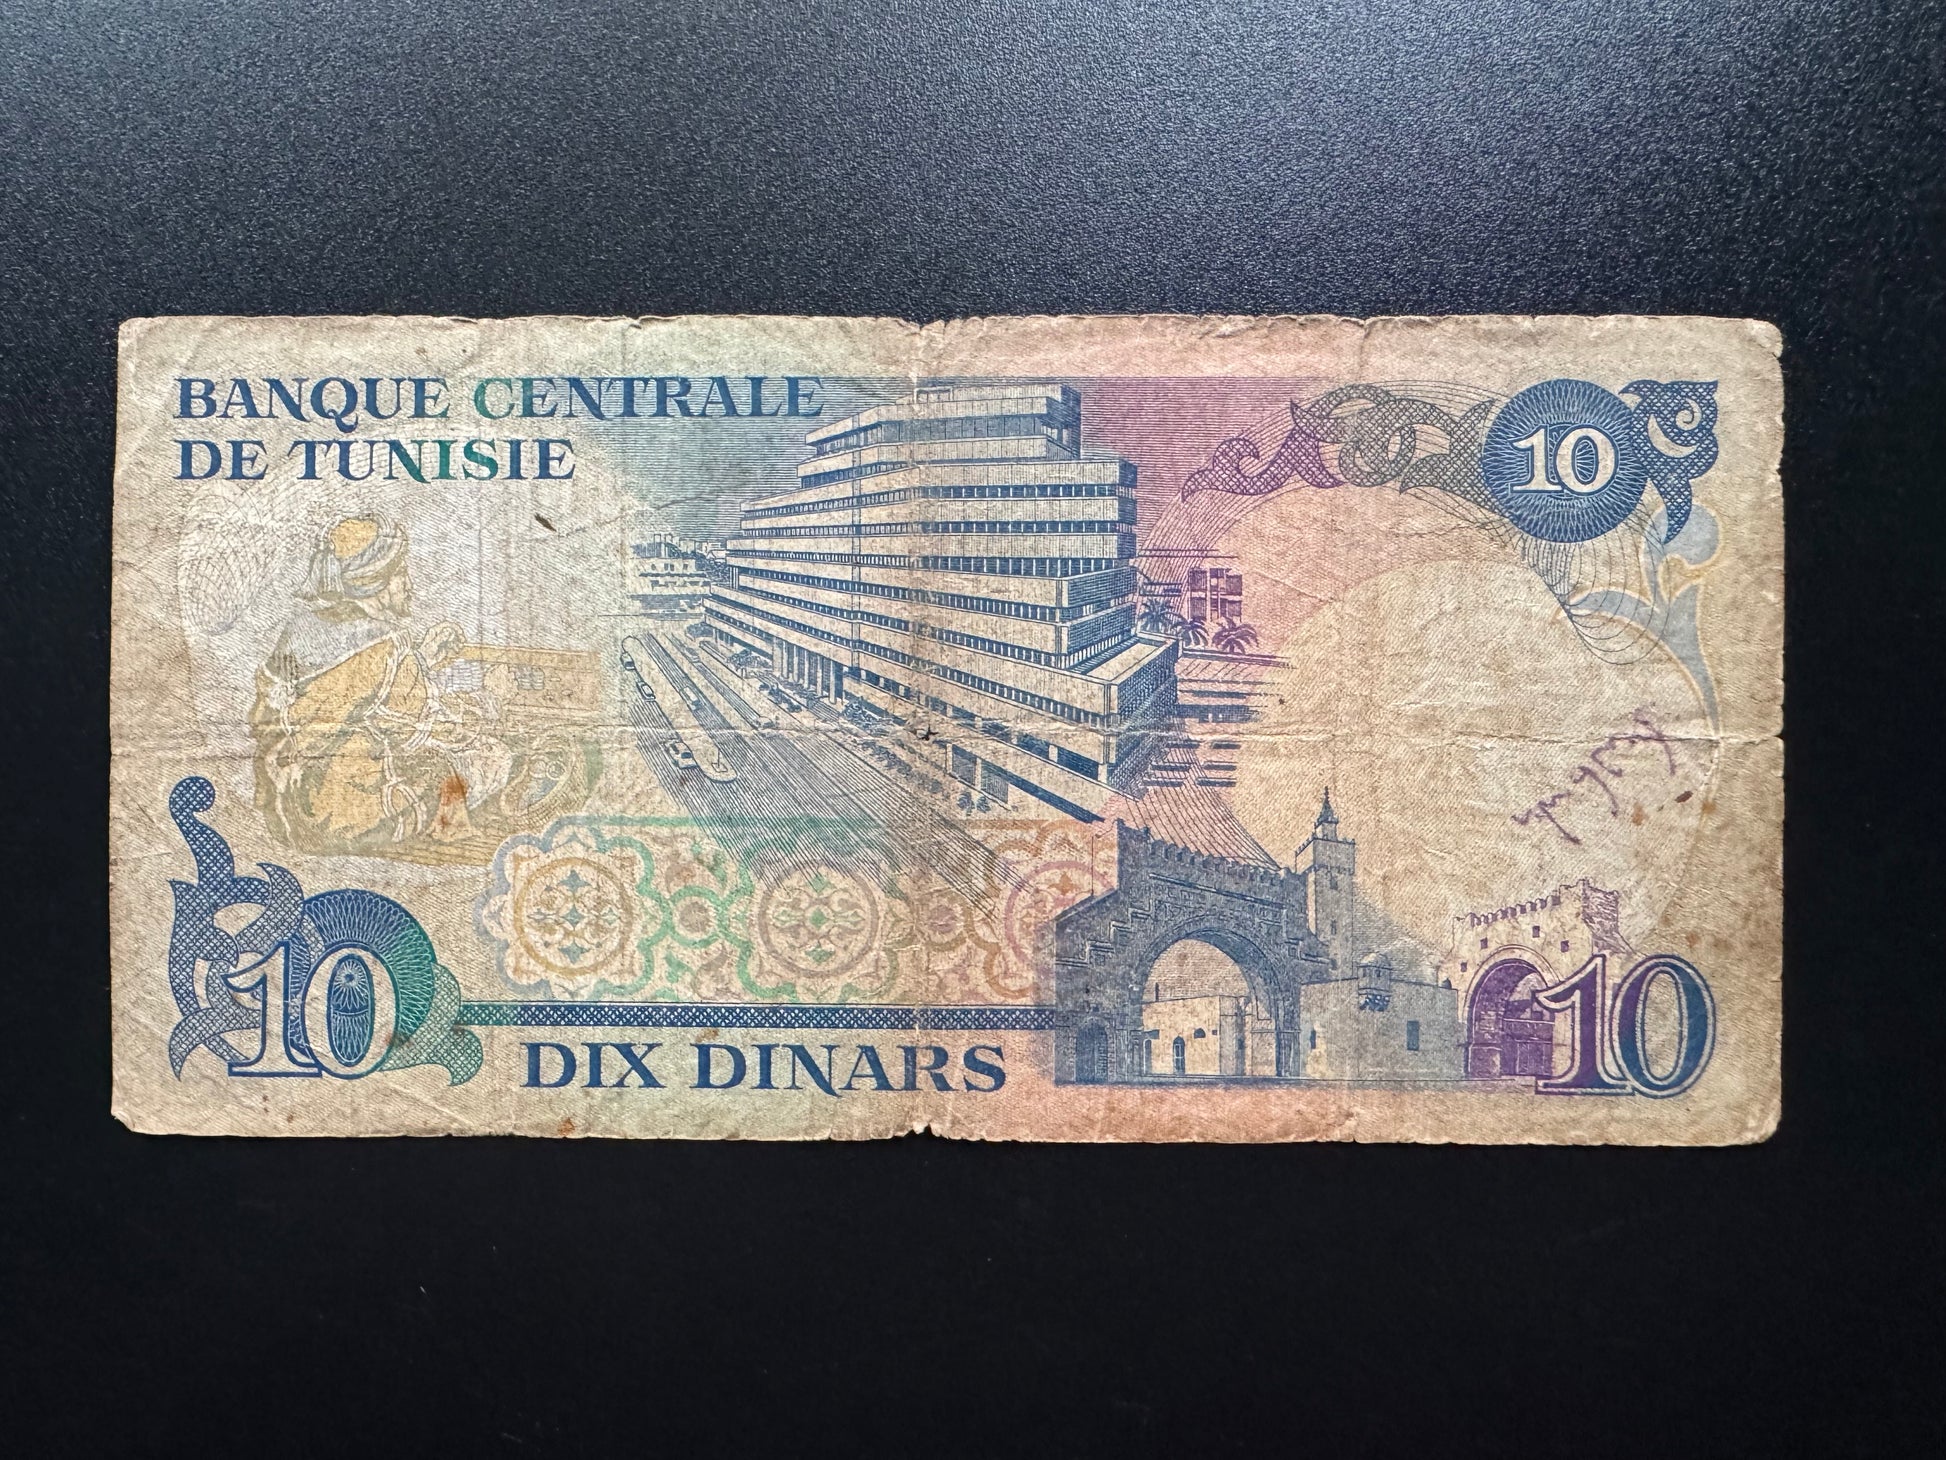 BANQUE CENTRALE
DE TUNISIE
10
10
DIX DINARS
10